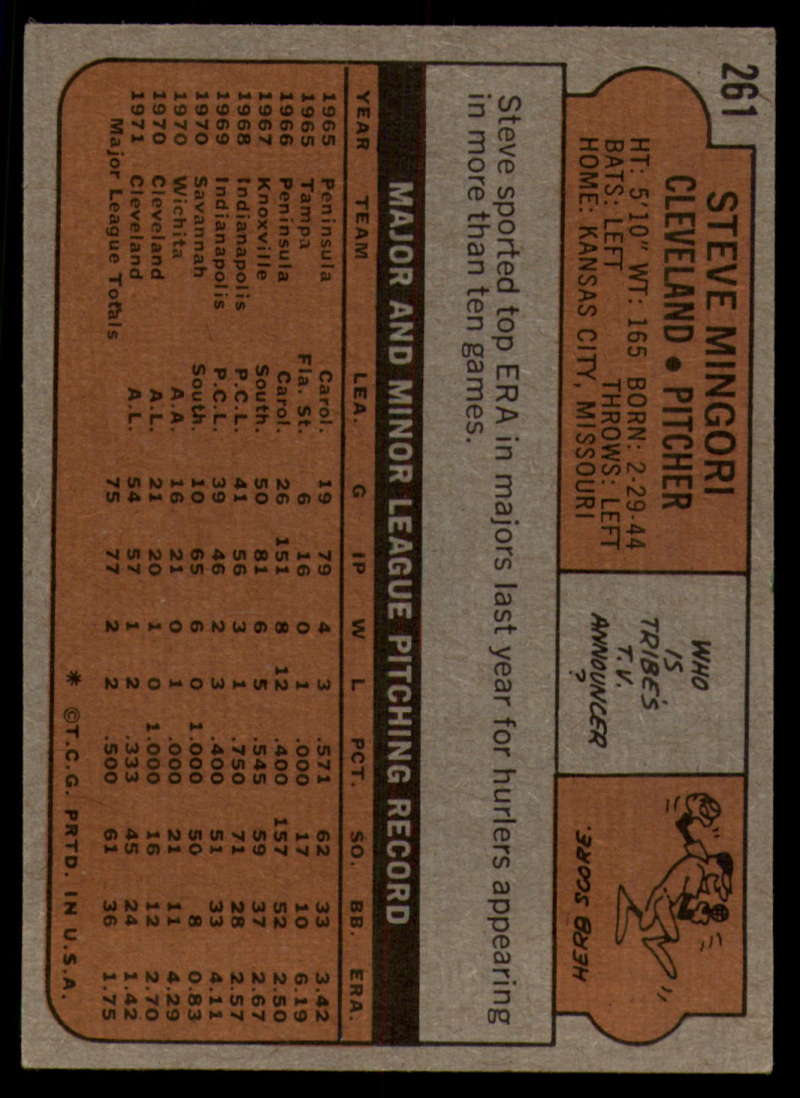 261
STEVE MINGORI
CLEVELAND • PITCHER
HT: 5'10" WT: 165 BORN: 2-29-44
BATS: LEFT THROWS: LEFT
HOME: KANSAS CITY, MISSOURI
WHO
IS
TRIBE'S
T.V.
ANNOUNCER
?
HERB SCORE.
Steve sported top ERA in majors last year for hurlers appearing
in more than ten games.
MAJOR AND MINOR LEAGUE PITCHING RECORD
YEAR TEAM LEA. G IP W L PCT. SO. BB. ERA.
1965 Peninsula Carol. 19 79 4 3 .571 62 33 3.42
1965 Tampa Fla. St. 6 16 0 1 .000 17 10 6.19
1966 Peninsula Carol. 26 151 8 12 .400 157 52 2.50
1967 Knoxville South. 50 81 6 5 .545 59 37 2.67
1968 Indianapolis P.C.L. 41 56 3 1 .750 71 28 2.57
1969 Indianapolis P.C.L. 39 46 2 3 .400 51 33 4.11
1970 Savannah South. 10 65 6 0 1.000 50 8 0.83
1970 Wichita A.A. 16 21 0 1 .000 21 11 4.29
1970 Cleveland A.L. 21 20 1 0 1.000 16 12 2.70
1971 Cleveland A.L. 54 57 1 2 .333 45 24 1.42
Major League Totals 75 77 2 2 .500 61 36 1.75
* ©T.C.G. PRTD. IN U.S.A.